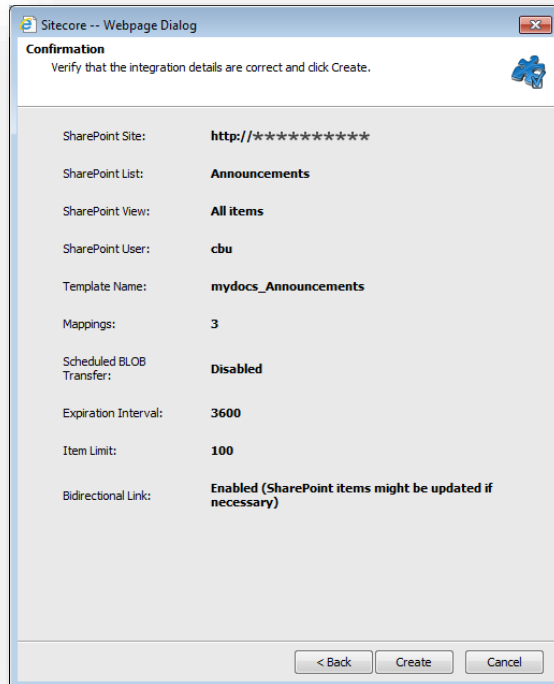 Sitecore -- Webpage Dialog
Confirmation
Verify that the integration details are correct and click Create.
SharePoint Site: http://**********
SharePoint List: Announcements
SharePoint View: All items
SharePoint User: cbu
Template Name: mydocs_Announcements
Mappings: 3
Scheduled BLOB
Transfer: Disabled
Expiration Interval: 3600
Item Limit: 100
Bidirectional Link: Enabled (SharePoint items might be updated if
necessary)
< Back Create Cancel